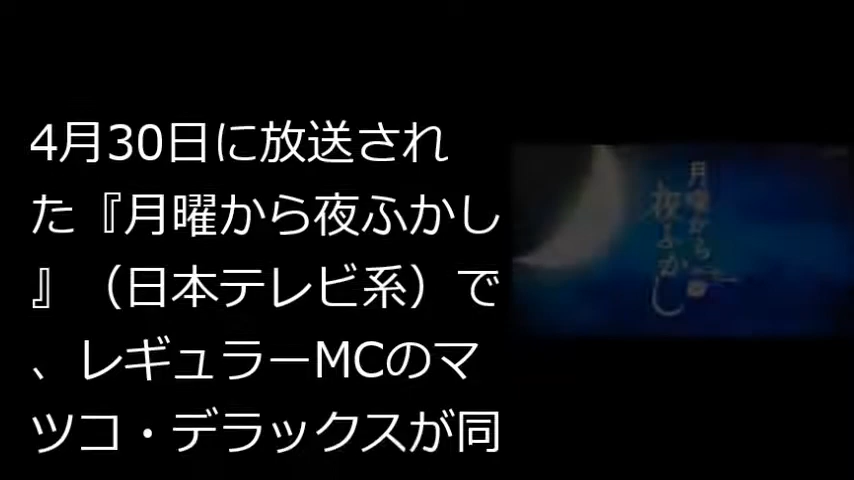 4月30日に放送され
た『月曜から夜ふかし
』（日本テレビ系）で
、レギュラーMCのマ
ツコ・デラックスが同
月曜から
夜ふかし